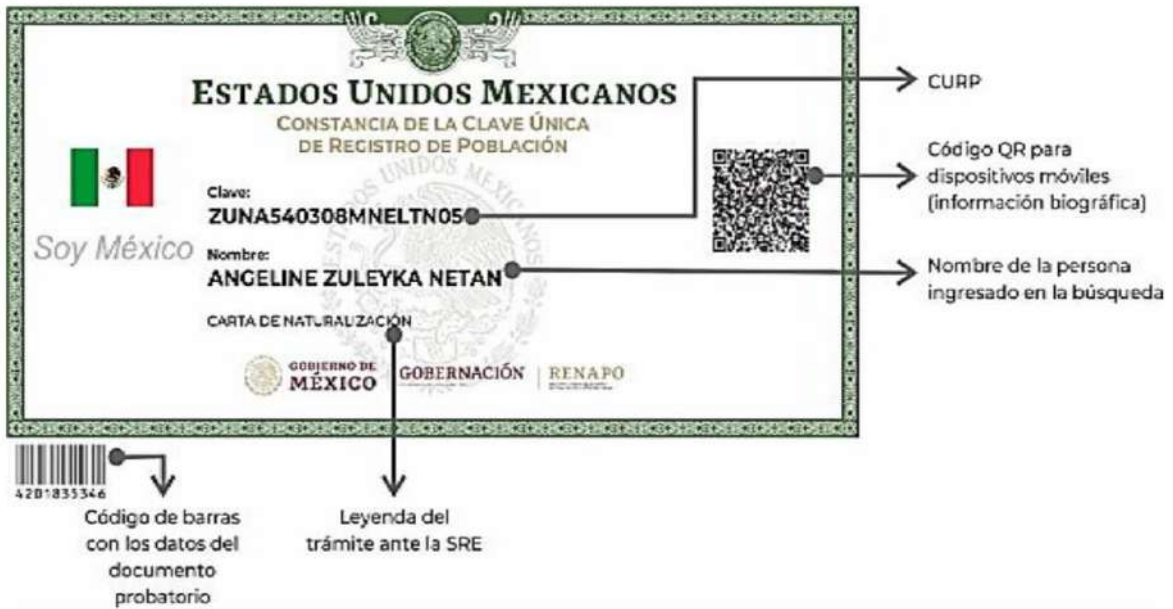 ESTADOS UNIDOS MEXICANOS
CONSTANCIA DE LA CLAVE ÚNICA
DE REGISTRO DE POBLACIÓN
Soy México
Clave:
ZUNA540308MNELTN05
Nombre:
ANGELINE ZULEYKA NETAN
CARTA DE NATURALIZACIÓN
ESTADOS UNIDOS MEXICANOS
GOBIERNO DE
MÉXICO
GOBERNACIÓN
RENAPO
4201835346
CURP
Código QR para
dispositivos móviles
(información biográfica)
Nombre de la persona
ingresado en la búsqueda
Código de barras
con los datos del
documento
probatorio
Leyenda del
trámite ante la SRE